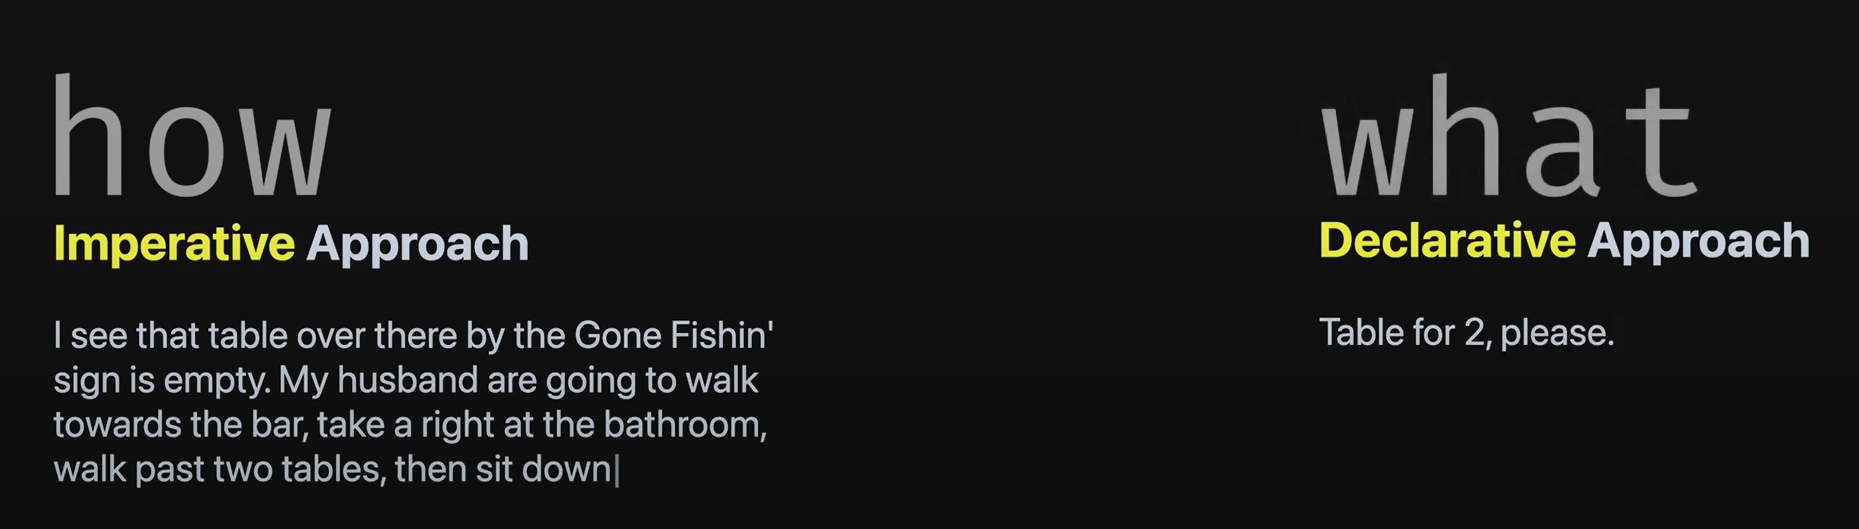 how
Imperative Approach
I see that table over there by the Gone Fishin'
sign is empty. My husband are going to walk
towards the bar, take a right at the bathroom,
walk past two tables, then sit down
what
Declarative Approach
Table for 2, please.